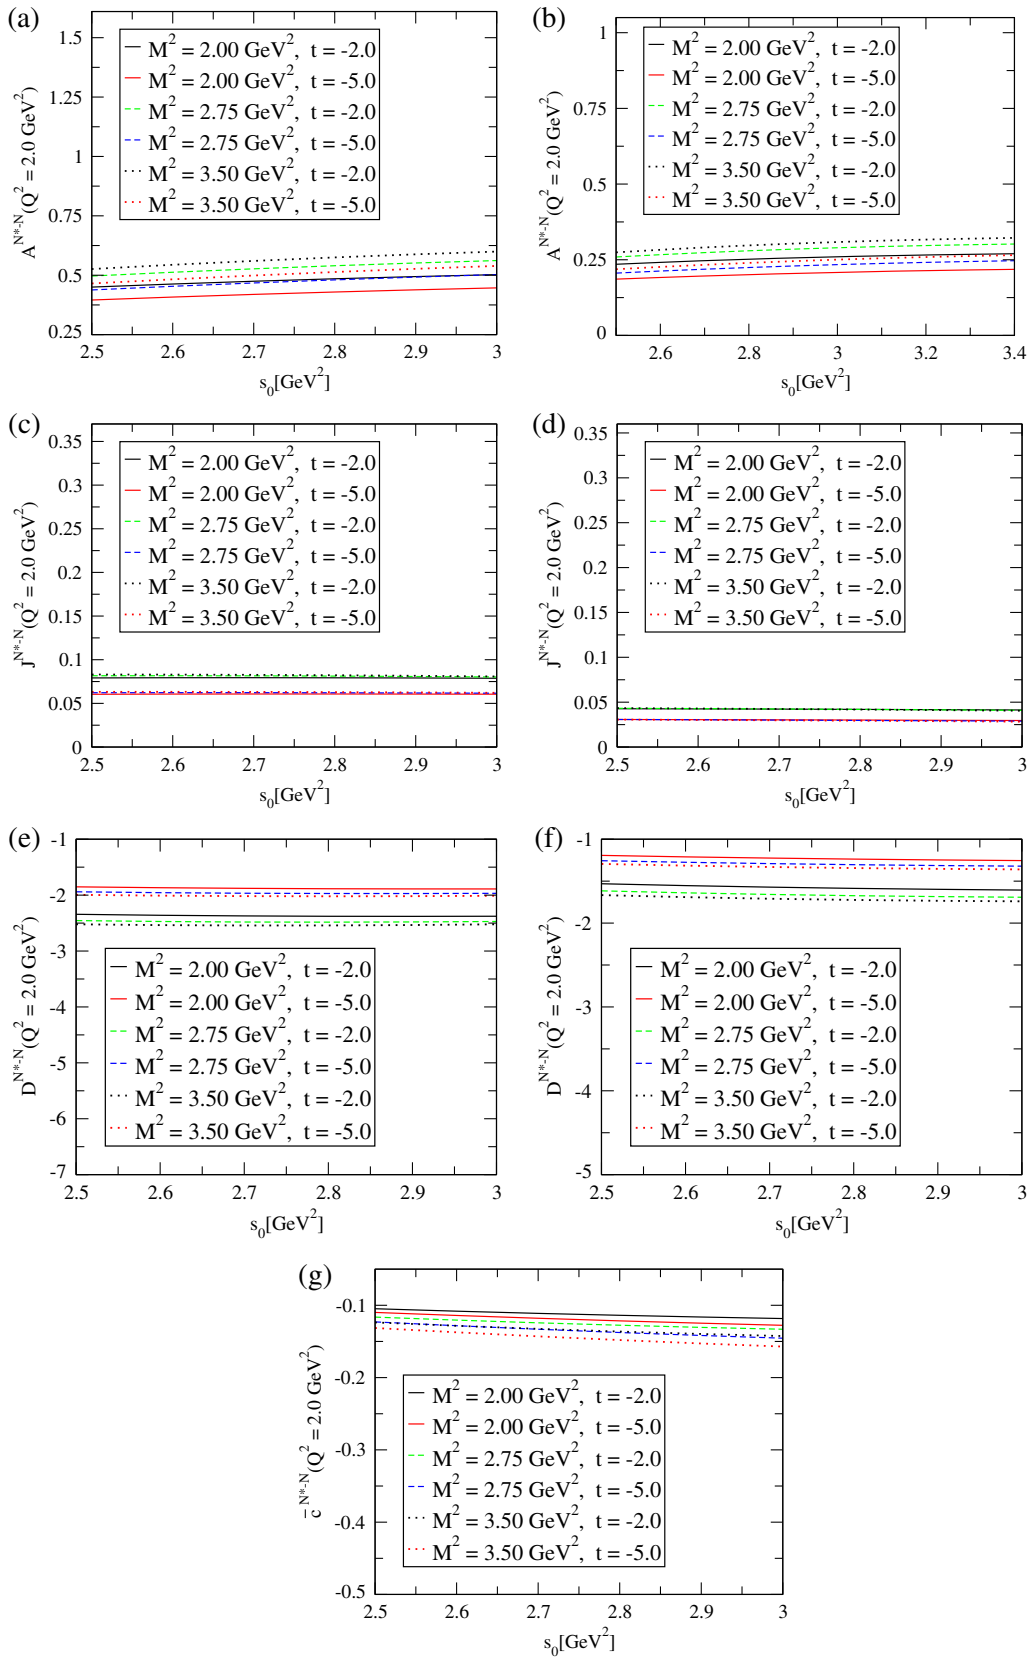 (a)
A^{N*-N}(Q^2 = 2.0 GeV^2)
1.5
1.25
1
0.75
0.5
0.25
M^2 = 2.00 GeV^2, t = -2.0
M^2 = 2.00 GeV^2, t = -5.0
M^2 = 2.75 GeV^2, t = -2.0
M^2 = 2.75 GeV^2, t = -5.0
M^2 = 3.50 GeV^2, t = -2.0
M^2 = 3.50 GeV^2, t = -5.0
2.5 2.6 2.7 2.8 2.9 3
s_0[GeV^2]
(b)
A^{N*-N}(Q^2 = 2.0 GeV^2)
1
0.75
0.5
0.25
0
M^2 = 2.00 GeV^2, t = -2.0
M^2 = 2.00 GeV^2, t = -5.0
M^2 = 2.75 GeV^2, t = -2.0
M^2 = 2.75 GeV^2, t = -5.0
M^2 = 3.50 GeV^2, t = -2.0
M^2 = 3.50 GeV^2, t = -5.0
2.6 2.8 3 3.2 3.4
s_0[GeV^2]
(c)
J^{N*-N}(Q^2 = 2.0 GeV^2)
0.35
0.3
0.25
0.2
0.15
0.1
0.05
0
M^2 = 2.00 GeV^2, t = -2.0
M^2 = 2.00 GeV^2, t = -5.0
M^2 = 2.75 GeV^2, t = -2.0
M^2 = 2.75 GeV^2, t = -5.0
M^2 = 3.50 GeV^2, t = -2.0
M^2 = 3.50 GeV^2, t = -5.0
2.5 2.6 2.7 2.8 2.9 3
s_0[GeV^2]
(d)
J^{N*-N}(Q^2 = 2.0 GeV^2)
0.35
0.3
0.25
0.2
0.15
0.1
0.05
0
M^2 = 2.00 GeV^2, t = -2.0
M^2 = 2.00 GeV^2, t = -5.0
M^2 = 2.75 GeV^2, t = -2.0
M^2 = 2.75 GeV^2, t = -5.0
M^2 = 3.50 GeV^2, t = -2.0
M^2 = 3.50 GeV^2, t = -5.0
2.5 2.6 2.7 2.8 2.9 3
s_0[GeV^2]
(e)
D^{N*-N}(Q^2 = 2.0 GeV^2)
-1
-2
-3
-4
-5
-6
-7
M^2 = 2.00 GeV^2, t = -2.0
M^2 = 2.00 GeV^2, t = -5.0
M^2 = 2.75 GeV^2, t = -2.0
M^2 = 2.75 GeV^2, t = -5.0
M^2 = 3.50 GeV^2, t = -2.0
M^2 = 3.50 GeV^2, t = -5.0
2.5 2.6 2.7 2.8 2.9 3
s_0[GeV^2]
(f)
D^{N*-N}(Q^2 = 2.0 GeV^2)
-1
-2
-3
-4
-5
M^2 = 2.00 GeV^2, t = -2.0
M^2 = 2.00 GeV^2, t = -5.0
M^2 = 2.75 GeV^2, t = -2.0
M^2 = 2.75 GeV^2, t = -5.0
M^2 = 3.50 GeV^2, t = -2.0
M^2 = 3.50 GeV^2, t = -5.0
2.5 2.6 2.7 2.8 2.9 3
s_0[GeV^2]
(g)
c̄^{N*-N}(Q^2 = 2.0 GeV^2)
-0.1
-0.2
-0.3
-0.4
-0.5
M^2 = 2.00 GeV^2, t = -2.0
M^2 = 2.00 GeV^2, t = -5.0
M^2 = 2.75 GeV^2, t = -2.0
M^2 = 2.75 GeV^2, t = -5.0
M^2 = 3.50 GeV^2, t = -2.0
M^2 = 3.50 GeV^2, t = -5.0
2.5 2.6 2.7 2.8 2.9 3
s_0[GeV^2]